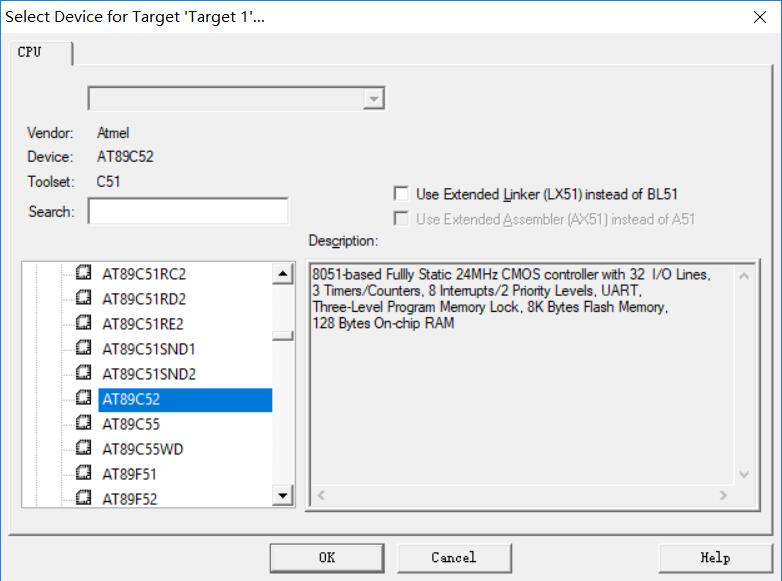 Select Device for Target 'Target 1'...
CPU
Vendor: Atmel
Device: AT89C52
Toolset: C51
Search:
Use Extended Linker (LX51) instead of BL51
Use Extended Assembler (AX51) instead of A51
Description:
AT89C51RC2
AT89C51RD2
AT89C51RE2
AT89C51SND1
AT89C51SND2
AT89C52
AT89C55
AT89C55WD
AT89F51
AT89F52
8051-based Fullly Static 24MHz CMOS controller with 32 I/O Lines,
3 Timers/Counters, 8 Interrupts/2 Priority Levels, UART,
Three-Level Program Memory Lock, 8K Bytes Flash Memory,
128 Bytes On-chip RAM
OK
Cancel
Help